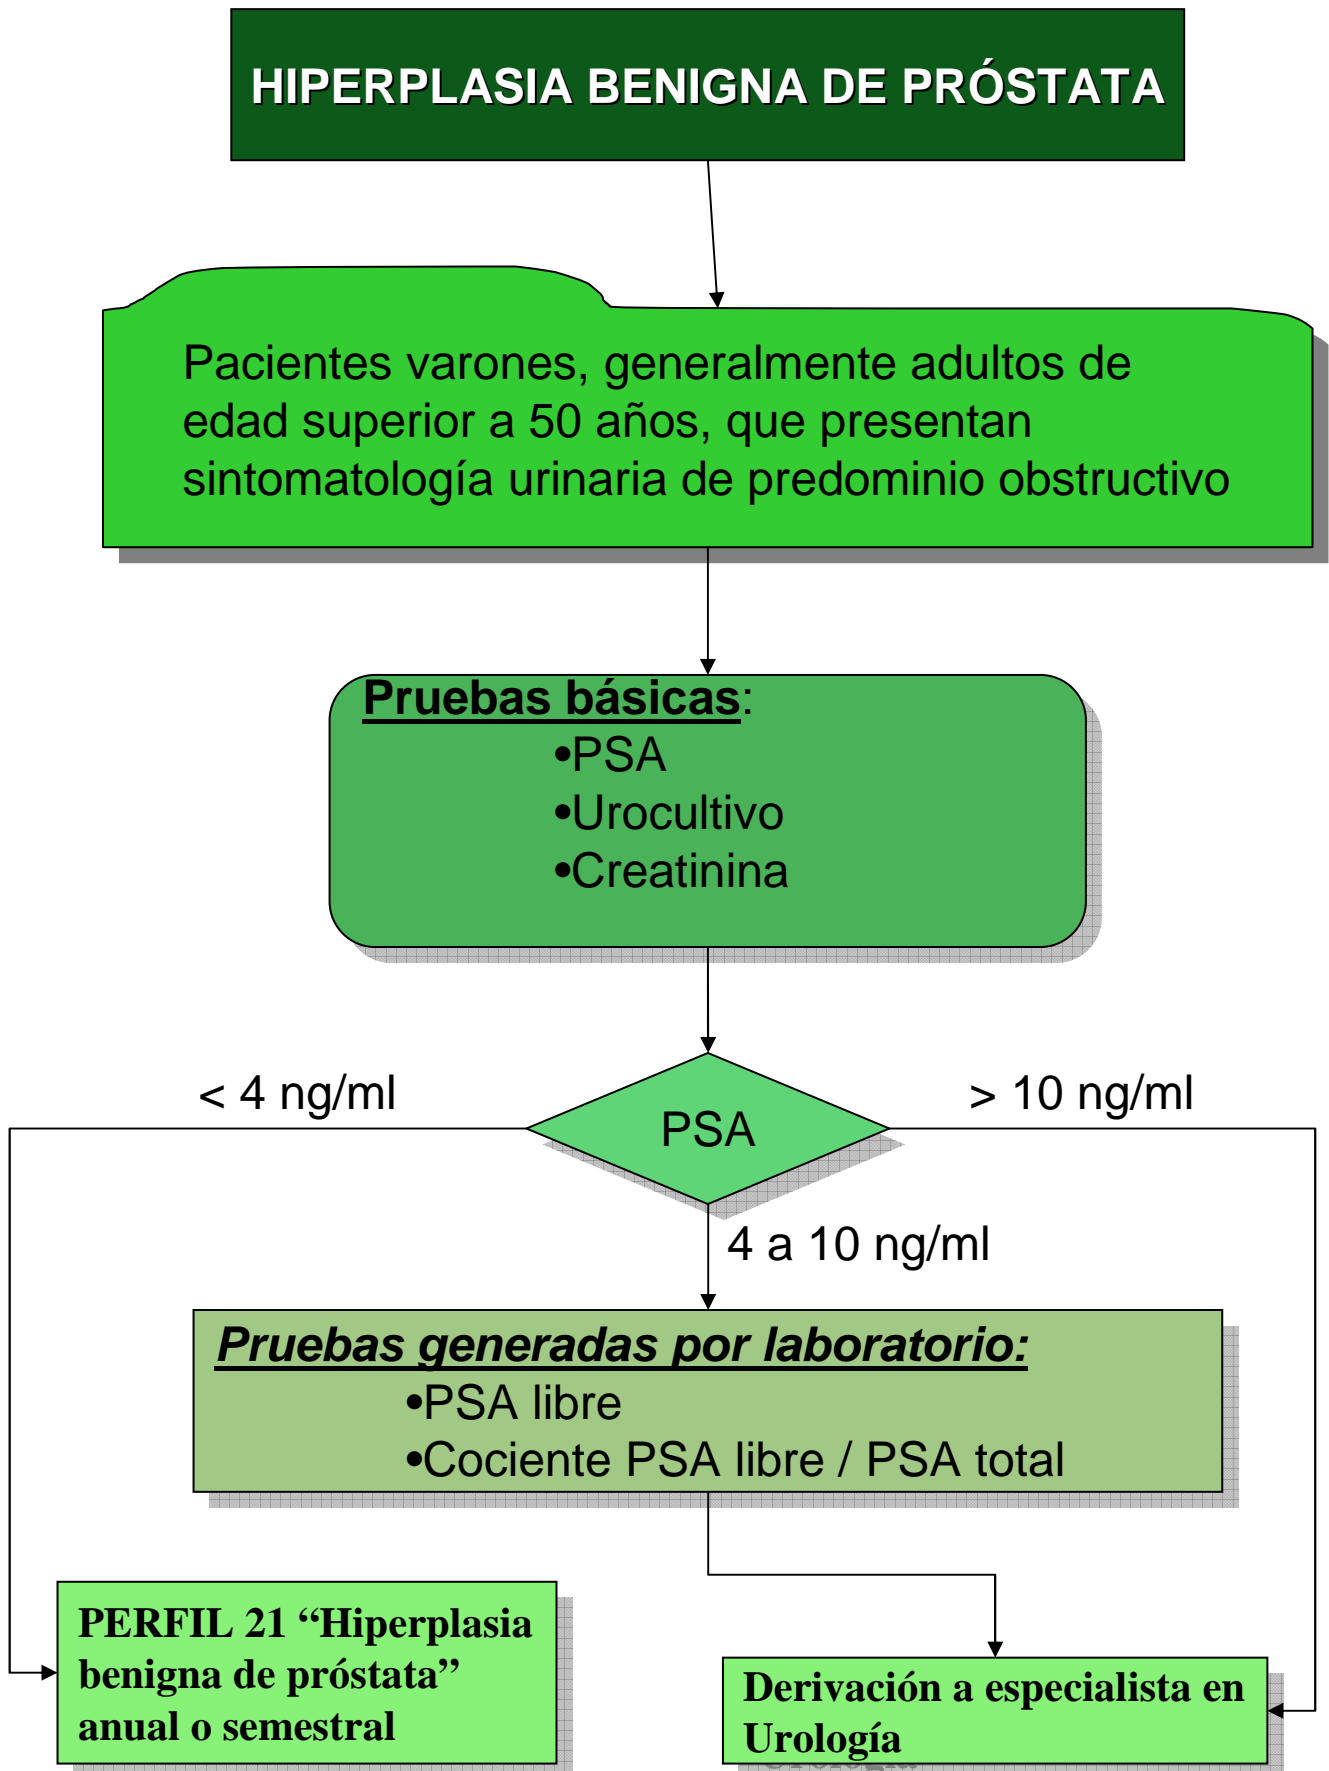 HIPERPLASIA BENIGNA DE PRÓSTATA
Pacientes varones, generalmente adultos de
edad superior a 50 años, que presentan
sintomatología urinaria de predominio obstructivo
Pruebas básicas:
•PSA
•Urocultivo
•Creatinina
< 4 ng/ml
PSA
> 10 ng/ml
4 a 10 ng/ml
Pruebas generadas por laboratorio:
•PSA libre
•Cociente PSA libre / PSA total
PERFIL 21 “Hiperplasia
benigna de próstata”
anual o semestral
Derivación a especialista en
Urología